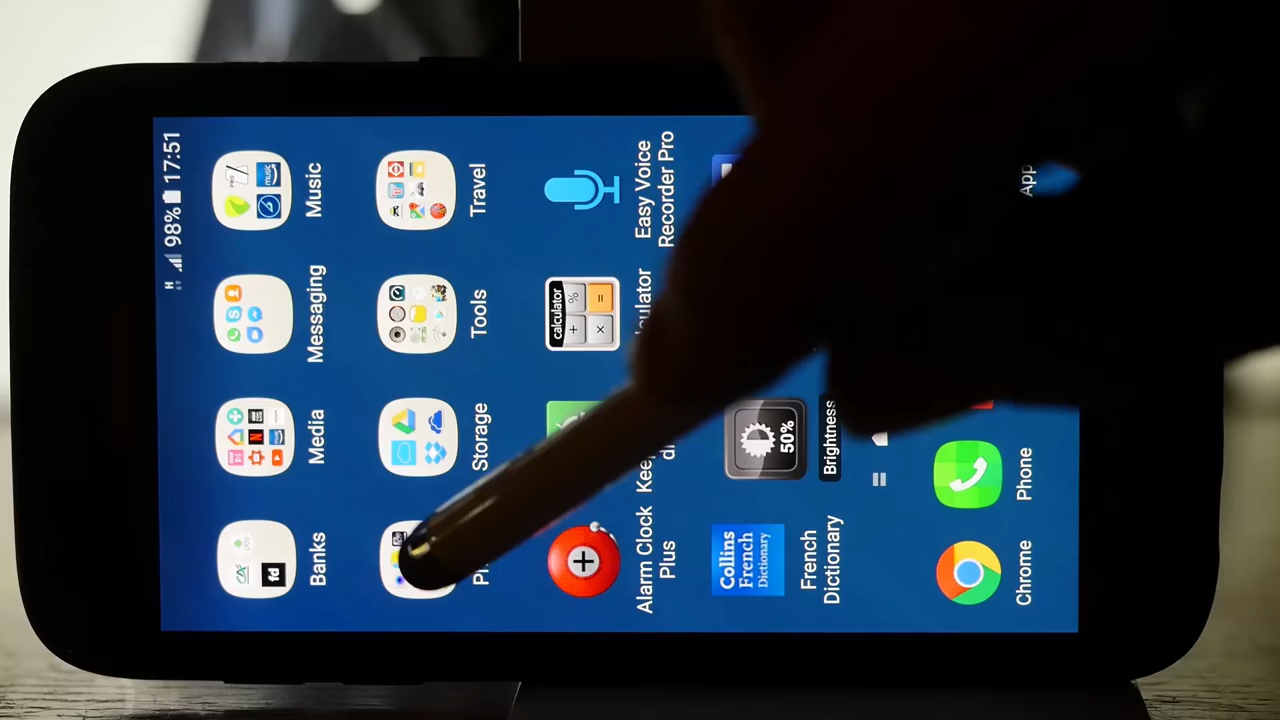 98% 17:51
Banks
Media
Messaging
Music
Storage
Tools
Travel
Alarm Clock
Plus
calculator
Easy Voice
Recorder Pro
Collins
French
Dictionary
French
Dictionary
50%
Brightness
Chrome
Phone
App